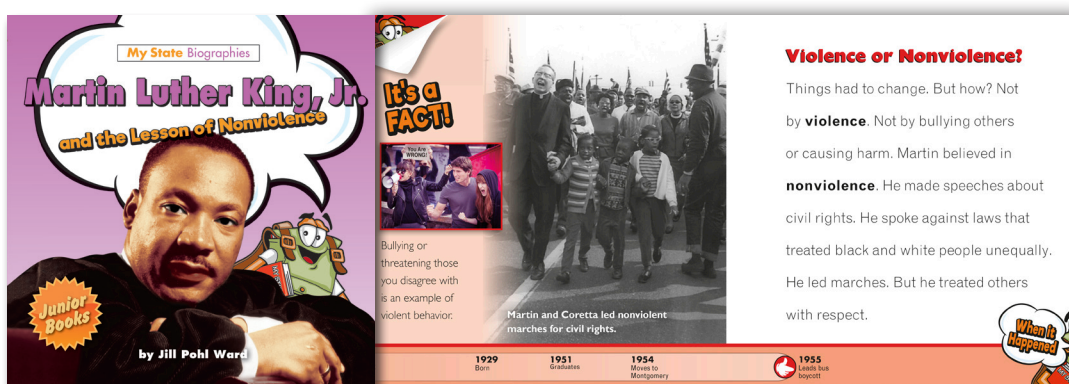 My State Biographies
Martin Luther King, Jr.
and the Lesson of Nonviolence
Junior
Books
by Jill Pohl Ward
It's a
FACT!
You Are
WRONG!
Bullying or
threatening those
you disagree with
is an example of
violent behavior.
Martin and Coretta led nonviolent
marches for civil rights.
Violence or Nonviolence?
Things had to change. But how? Not
by violence. Not by bullying others
or causing harm. Martin believed in
nonviolence. He made speeches about
civil rights. He spoke against laws that
treated black and white people unequally.
He led marches. But he treated others
with respect.
When it
Happened
1929
Born
1951
Graduates
1954
Moves to
Montgomery
1955
Leads bus
boycott